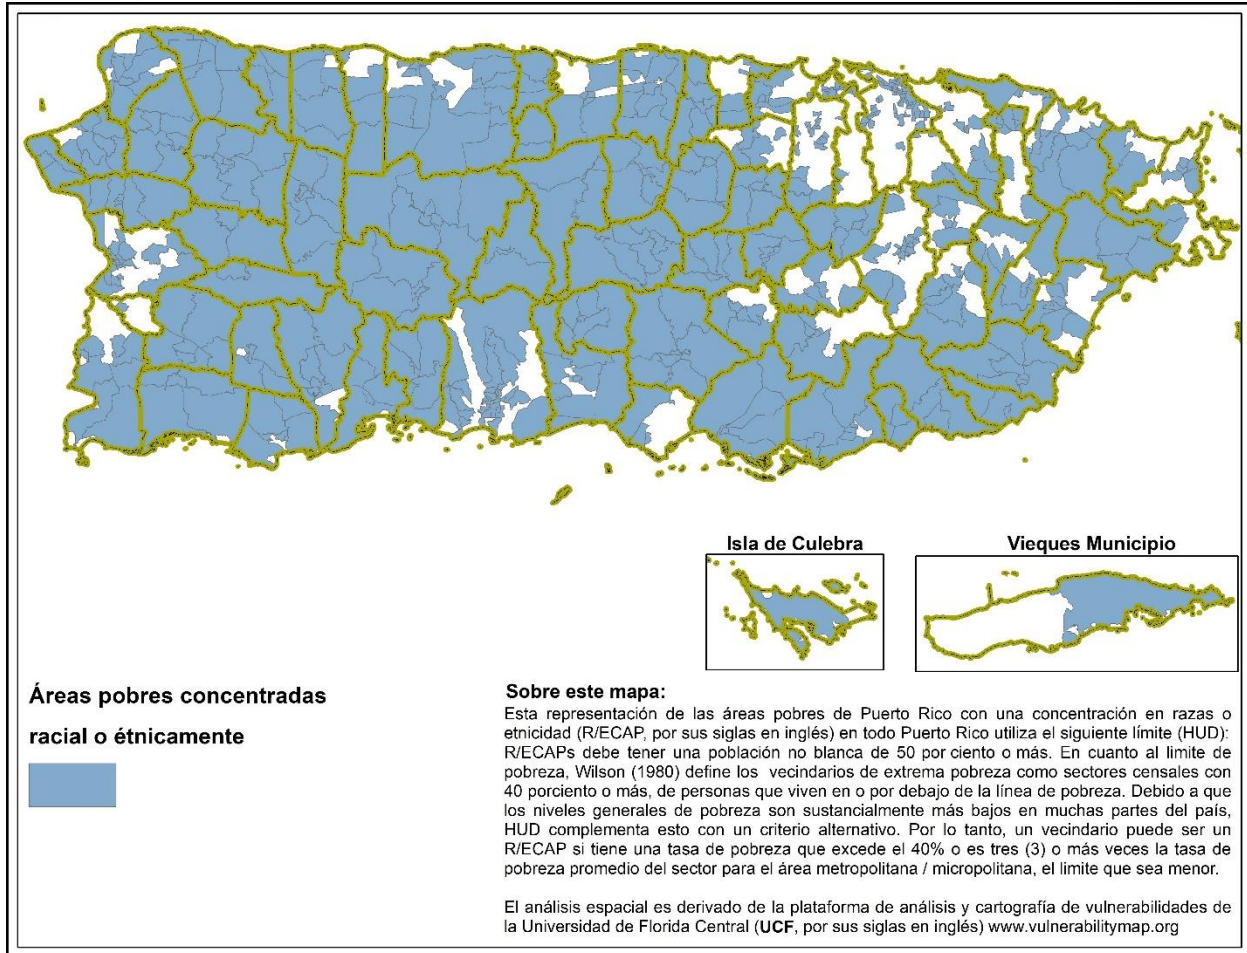 Isla de Culebra
Vieques Municipio
Áreas pobres concentradas
racial o étnicamente
Sobre este mapa:
Esta representación de las áreas pobres de Puerto Rico con una concentración en razas o
etnicidad (R/ECAP, por sus siglas en inglés) en todo Puerto Rico utiliza el siguiente límite (HUD):
R/ECAPs debe tener una población no blanca de 50 por ciento o más. En cuanto al limite de
pobreza, Wilson (1980) define los vecindarios de extrema pobreza como sectores censales con
40 porciento o más, de personas que viven en o por debajo de la línea de pobreza. Debido a que
los niveles generales de pobreza son sustancialmente más bajos en muchas partes del país,
HUD complementa esto con un criterio alternativo. Por lo tanto, un vecindario puede ser un
R/ECAP si tiene una tasa de pobreza que excede el 40% o es tres (3) o más veces la tasa de
pobreza promedio del sector para el área metropolitana / micropolitana, el limite que sea menor.
El análisis espacial es derivado de la plataforma de análisis y cartografía de vulnerabilidades de
la Universidad de Florida Central (UCF, por sus siglas en inglés) www.vulnerabilitymap.org